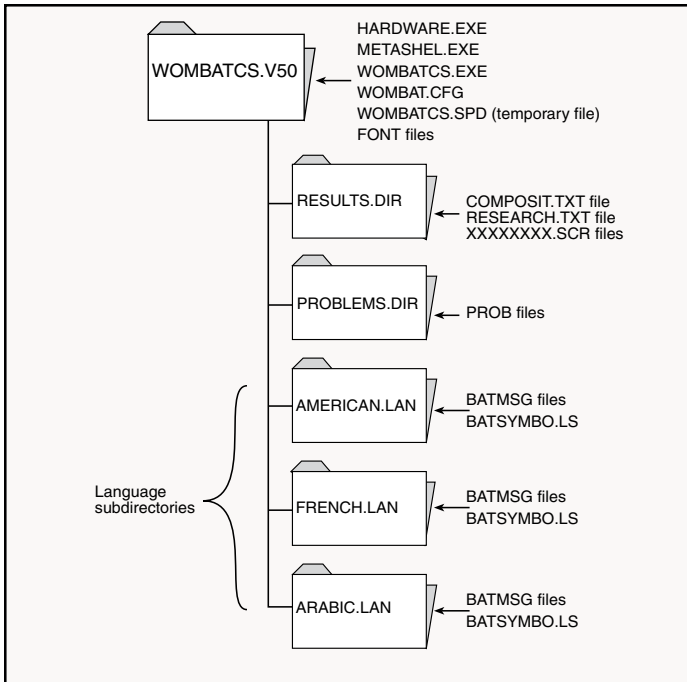 HARDWARE.EXE
METASHEL.EXE
WOMBATCS.V50
WOMBATCS.EXE
WOMBAT.CFG
WOMBATCS.SPD (temporary file)
FONT files
RESULTS.DIR
COMPOSIT.TXT file
RESEARCH.TXT file
XXXXXXXX.SCR files
PROBLEMS.DIR
PROB files
AMERICAN.LAN
BATMSG files
BATSYMBO.LS
Language
subdirectories
FRENCH.LAN
BATMSG files
BATSYMBO.LS
ARABIC.LAN
BATMSG files
BATSYMBO.LS